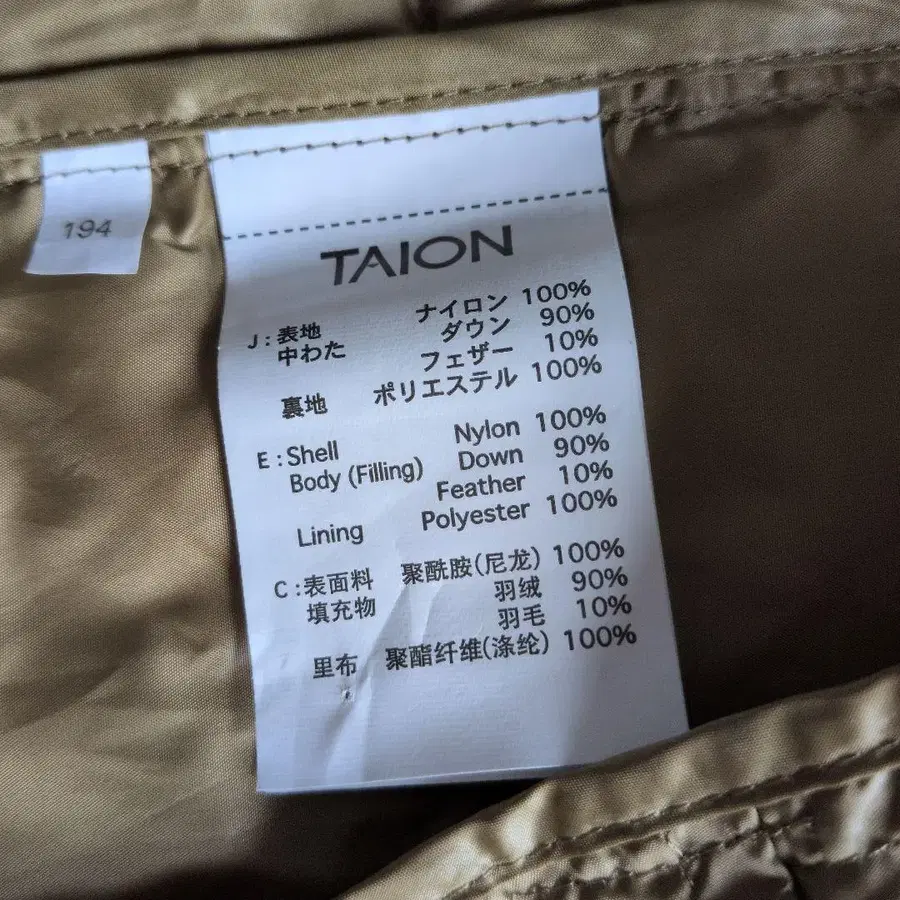 194
TAION
J : 表地 ナイロン 100%
中わた ダウン 90%
フェザー 10%
裏地 ポリエステル 100%
E : Shell Nylon 100%
Body (Filling) Down 90%
Feather 10%
Lining Polyester 100%
C : 表面料 聚酰胺(尼龙) 100%
填充物 羽绒 90%
羽毛 10%
里布 聚酯纤维(涤纶) 100%